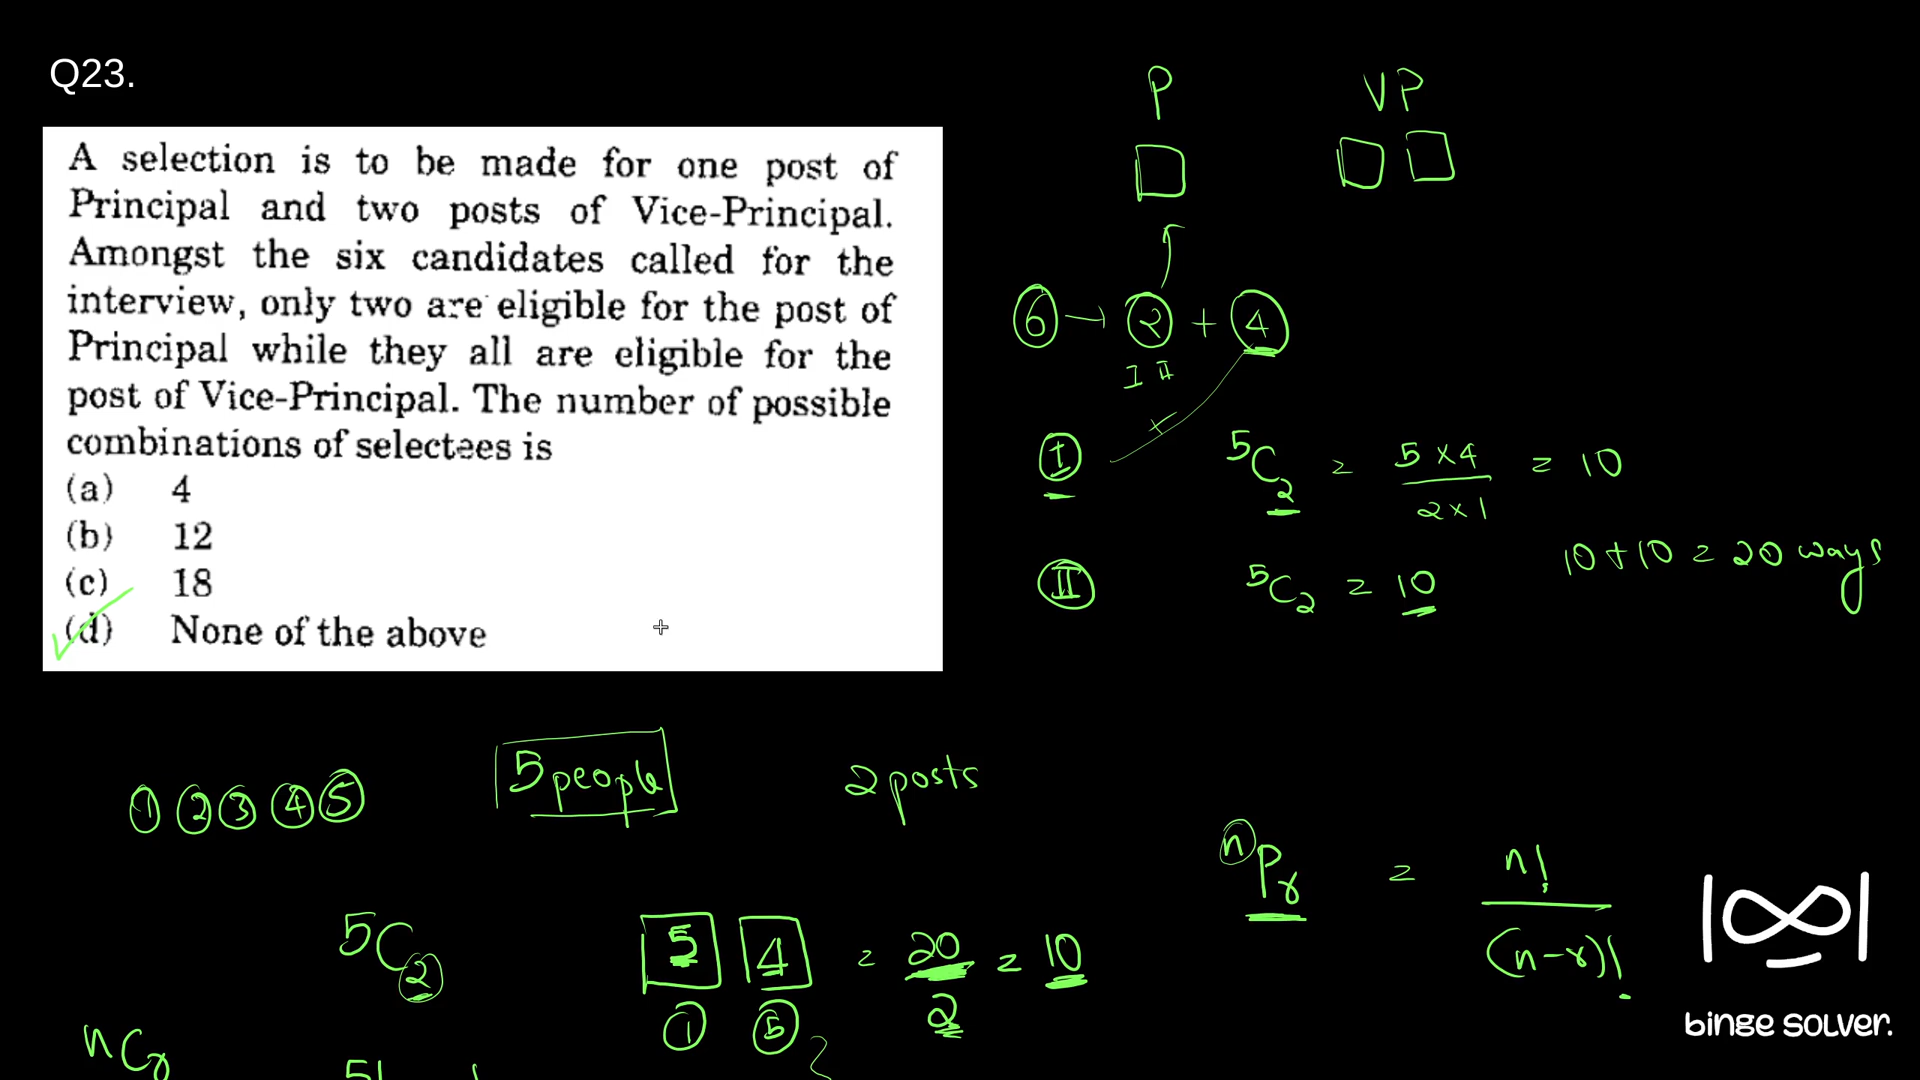 Q23.
A selection is to be made for one post of
Principal and two posts of Vice-Principal.
Amongst the six candidates called for the
interview, only two are eligible for the post of
Principal while they all are eligible for the
post of Vice-Principal. The number of possible
combinations of selectees is
(a) 4
(b) 12
(c) 18
(d) None of the above
P VP
6 → 2 + 4
I II
I ⁵C₂ = 5 × 4 / 2 × 1 = 10
II ⁵C₂ = 10
10 + 10 = 20 ways
1 2 3 4 5
5 people 2 posts
ⁿPᵣ = n! / (n-r)!
⁵C₂ 5 4 = 20 / 2 = 10
1 5
nCr
binge solver.